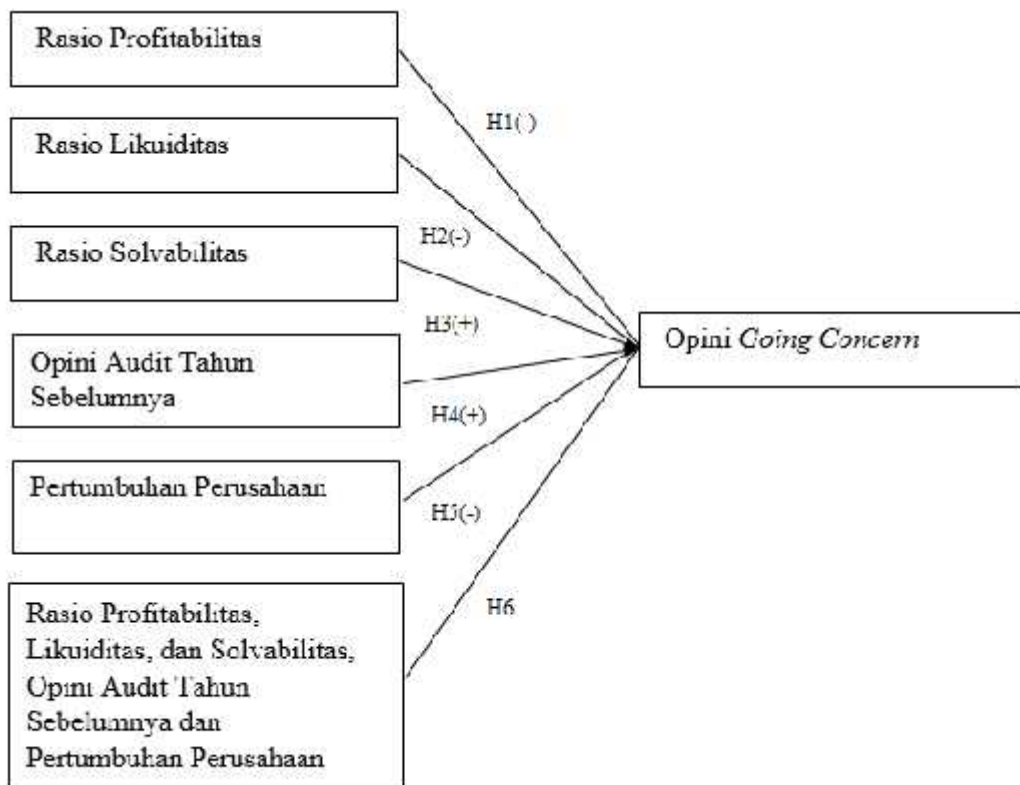 Rasio Profitabilitas
H1(-)
Rasio Likuiditas
H2(-)
Rasio Solvabilitas
H3(+)
Opini Going Concern
Opini Audit Tahun
Sebelumnya
H4(+)
Pertumbuhan Perusahaan
H5(-)
H6
Rasio Profitabilitas,
Likuiditas, dan Solvabilitas,
Opini Audit Tahun
Sebelumnya dan
Pertumbuhan Perusahaan